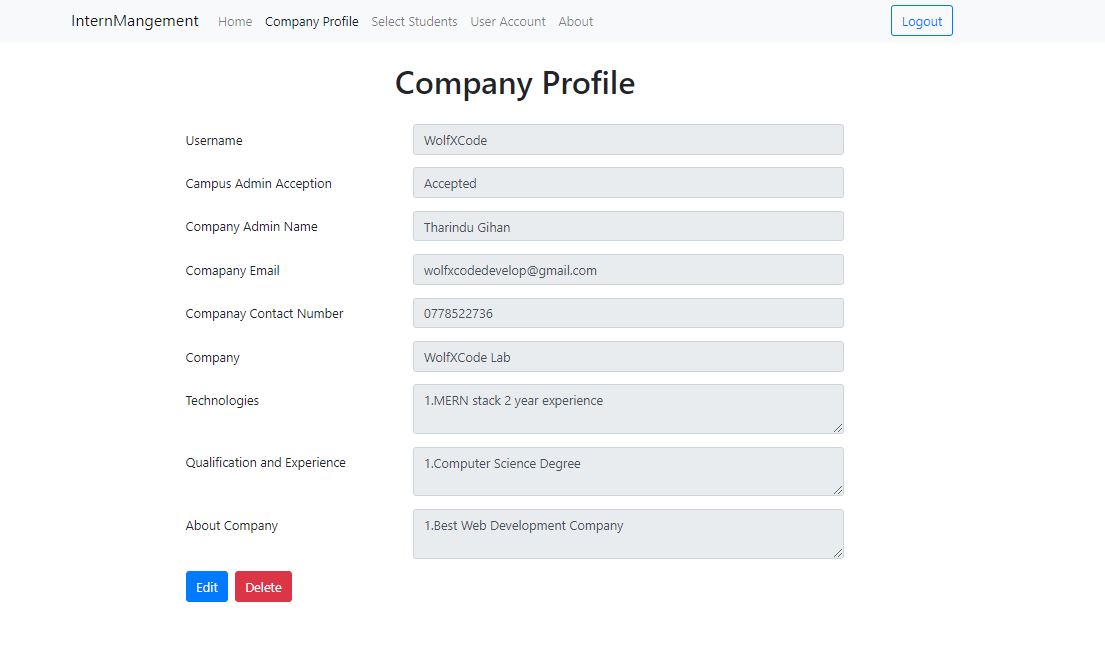 InternMangement Home Company Profile Select Students User Account About Logout
Company Profile
Username WolfXCode
Campus Admin Acception Accepted
Company Admin Name Tharindu Gihan
Comapany Email wolfxcodedevelop@gmail.com
Companay Contact Number 0778522736
Company WolfXCode Lab
Technologies 1.MERN stack 2 year experience
Qualification and Experience 1.Computer Science Degree
About Company 1.Best Web Development Company
Edit Delete